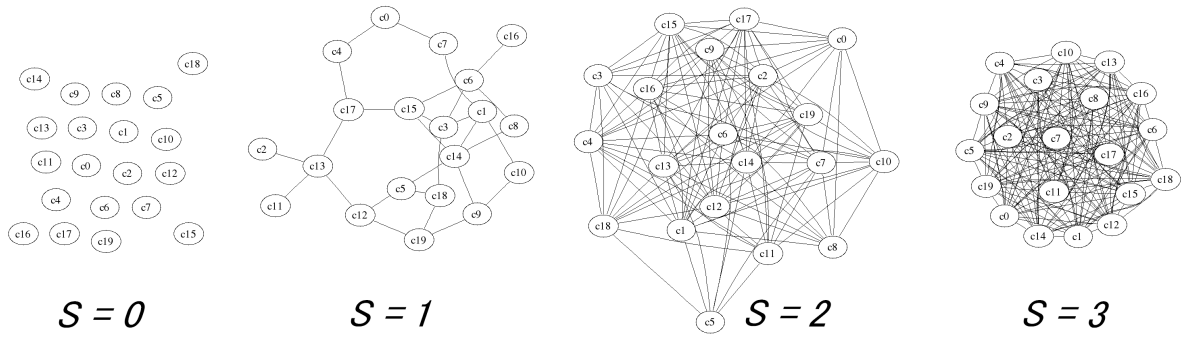 c14 c9 c8 c5 c18
c13 c3 c1 c10
c11 c0 c2 c12
c4 c6 c7
c16 c17 c19 c15
S = 0
c0
c4 c7 c16
c6
c17 c15 c3 c1 c8
c2 c13 c14 c10
c5 c18
c11 c12 c9
c19
S = 1
c15 c17 c0
c9
c3 c16 c2
c19
c4 c6
c13 c14 c7 c10
c12
c18 c1 c11 c8
c5
S = 2
c10
c4 c3 c13
c9 c8 c16
c2 c7 c6
c5 c17
c19 c11 c15 c18
c0 c12
c14 c1
S = 3